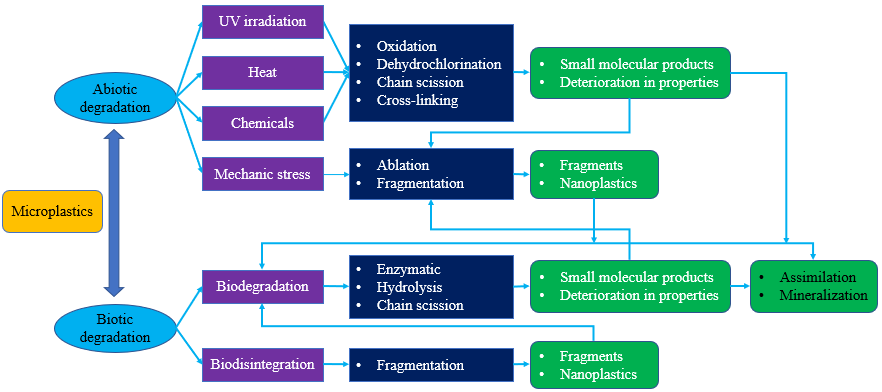 UV irradiation
Heat
Chemicals
Mechanic stress
Abiotic
degradation
Microplastics
Biotic
degradation
• Oxidation
• Dehydrochlorination
• Chain scission
• Cross-linking
• Small molecular products
• Deterioration in properties
• Ablation
• Fragmentation
• Fragments
• Nanoplastics
Biodegradation
• Enzymatic
• Hydrolysis
• Chain scission
• Small molecular products
• Deterioration in properties
• Assimilation
• Mineralization
Biodisintegration
• Fragmentation
• Fragments
• Nanoplastics